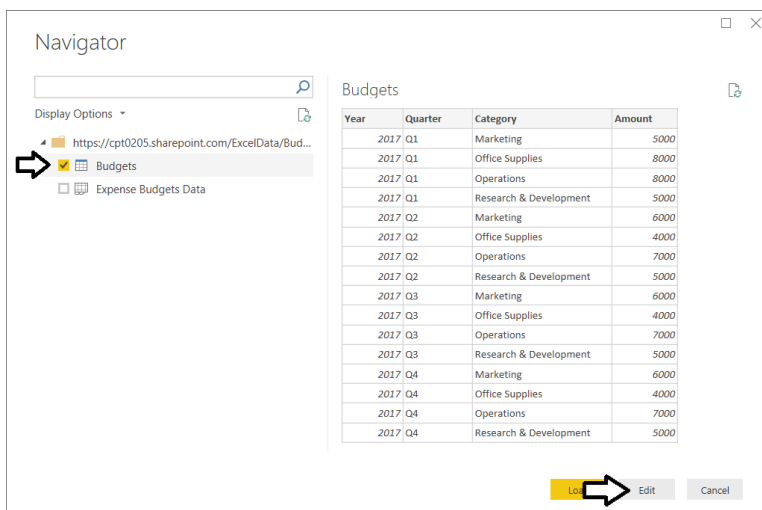 Navigator
Budgets
Display Options
Year Quarter Category Amount
https://cpt0205.sharepoint.com/ExcelData/Bud...
Budgets
Expense Budgets Data
2017 Q1 Marketing 5000
2017 Q1 Office Supplies 8000
2017 Q1 Operations 8000
2017 Q1 Research & Development 5000
2017 Q2 Marketing 6000
2017 Q2 Office Supplies 4000
2017 Q2 Operations 7000
2017 Q2 Research & Development 5000
2017 Q3 Marketing 6000
2017 Q3 Office Supplies 4000
2017 Q3 Operations 7000
2017 Q3 Research & Development 5000
2017 Q4 Marketing 6000
2017 Q4 Office Supplies 4000
2017 Q4 Operations 7000
2017 Q4 Research & Development 5000
Edit Cancel